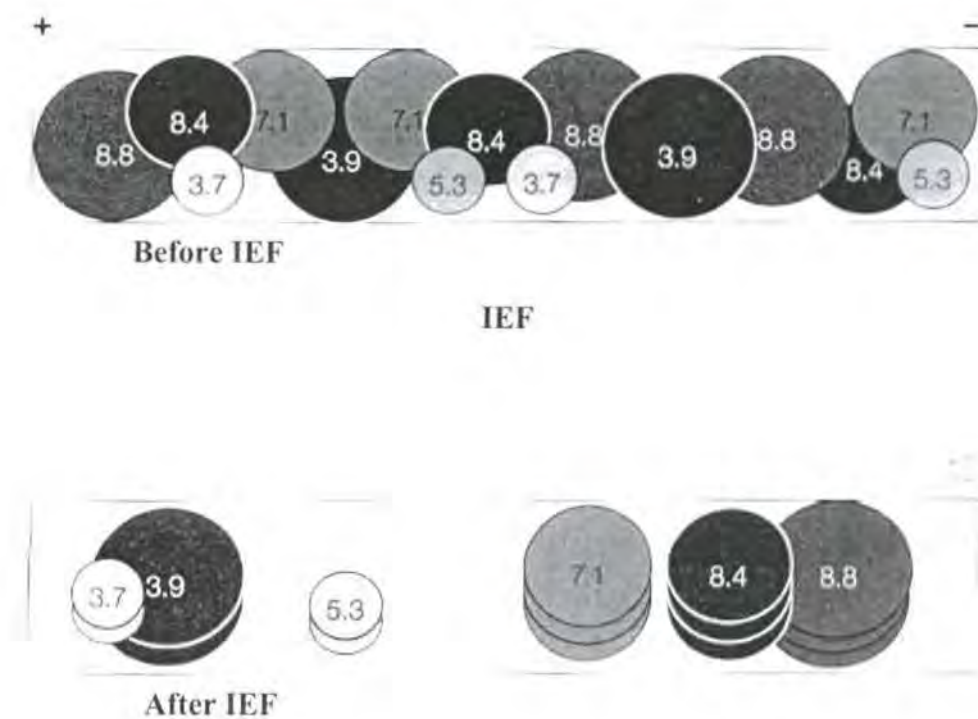 + −
8.8 8.4 3.7 7.1 3.9 7.1 5.3 8.4 3.7 8.8 3.9 8.8 8.4 7.1 5.3
Before IEF
IEF
3.7 3.9 5.3 7.1 8.4 8.8
After IEF